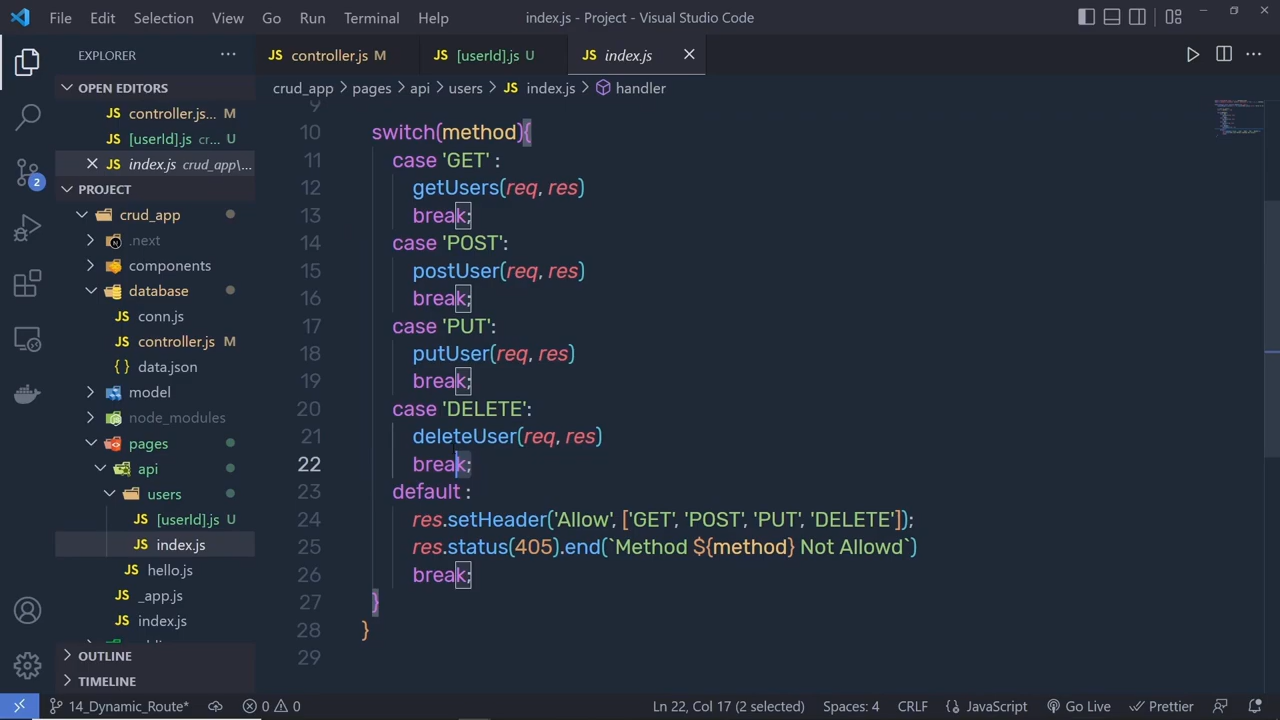 File Edit Selection View Go Run Terminal Help index.js - Project - Visual Studio Code
EXPLORER
OPEN EDITORS
controller.js... M
[userId].js cr... U
index.js crud_app\...
PROJECT
crud_app
.next
components
database
conn.js
controller.js M
data.json
model
node_modules
pages
api
users
[userId].js U
index.js
hello.js
_app.js
index.js
OUTLINE
TIMELINE
2
controller.js M [userId].js U index.js
crud_app pages api users index.js handler
9
10 switch(method){
11 case 'GET' :
12 getUsers(req, res)
13 break;
14 case 'POST':
15 postUser(req, res)
16 break;
17 case 'PUT':
18 putUser(req, res)
19 break;
20 case 'DELETE':
21 deleteUser(req, res)
22 break;
23 default :
24 res.setHeader('Allow', ['GET', 'POST', 'PUT', 'DELETE']);
25 res.status(405).end(`Method ${method} Not Allowd`)
26 break;
27 }
28 }
29
14_Dynamic_Route* 0 0 Ln 22, Col 17 (2 selected) Spaces: 4 CRLF JavaScript Go Live Prettier